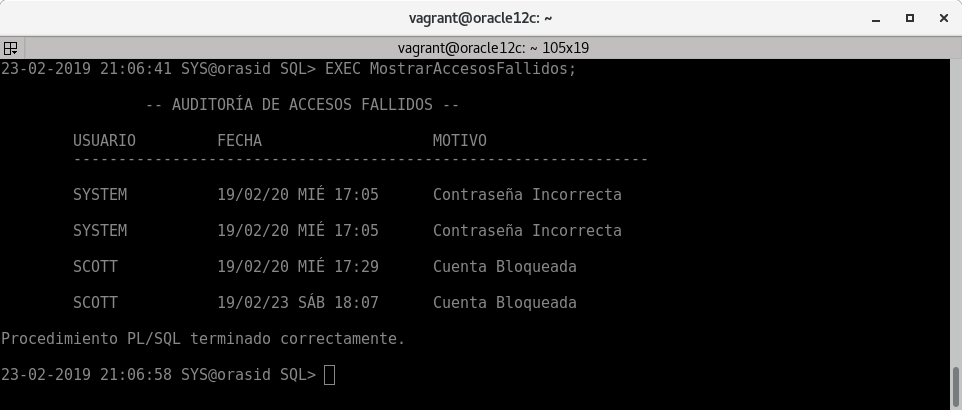 vagrant@oracle12c: ~
vagrant@oracle12c: ~ 105x19
23-02-2019 21:06:41 SYS@orasid SQL> EXEC MostrarAccesosFallidos;
-- AUDITORÍA DE ACCESOS FALLIDOS --
USUARIO FECHA MOTIVO
----------------------------------------------------------------
SYSTEM 19/02/20 MIÉ 17:05 Contraseña Incorrecta
SYSTEM 19/02/20 MIÉ 17:05 Contraseña Incorrecta
SCOTT 19/02/20 MIÉ 17:29 Cuenta Bloqueada
SCOTT 19/02/23 SÁB 18:07 Cuenta Bloqueada
Procedimiento PL/SQL terminado correctamente.
23-02-2019 21:06:58 SYS@orasid SQL>